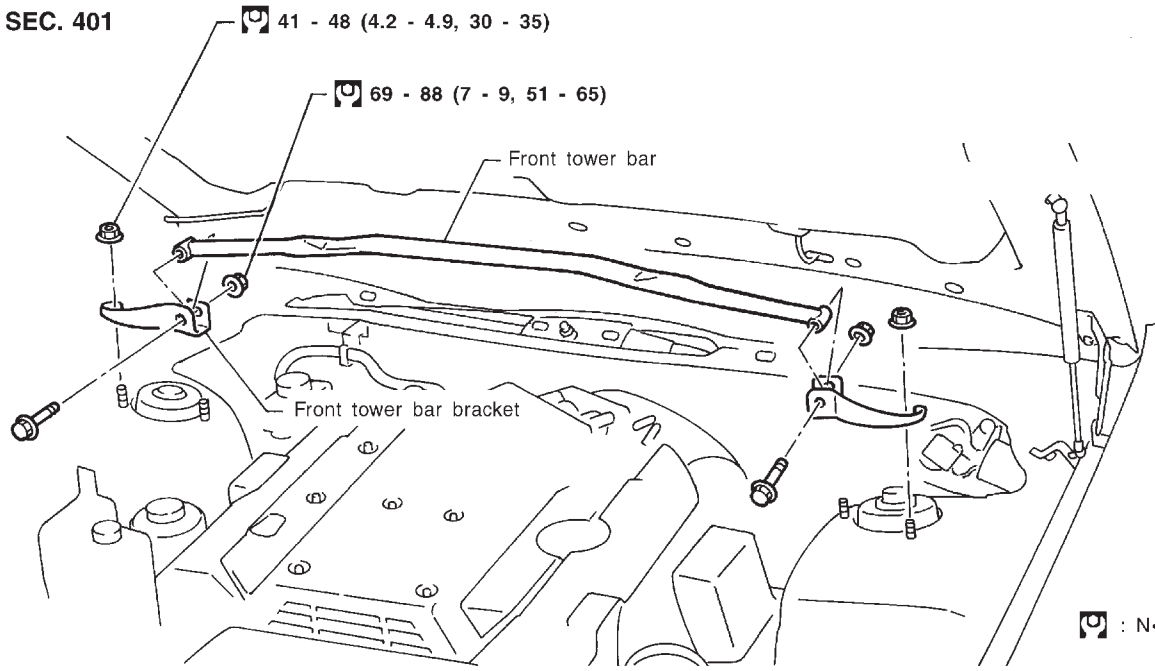 SEC. 401
41 - 48 (4.2 - 4.9, 30 - 35)
69 - 88 (7 - 9, 51 - 65)
Front tower bar
Front tower bar bracket
: N